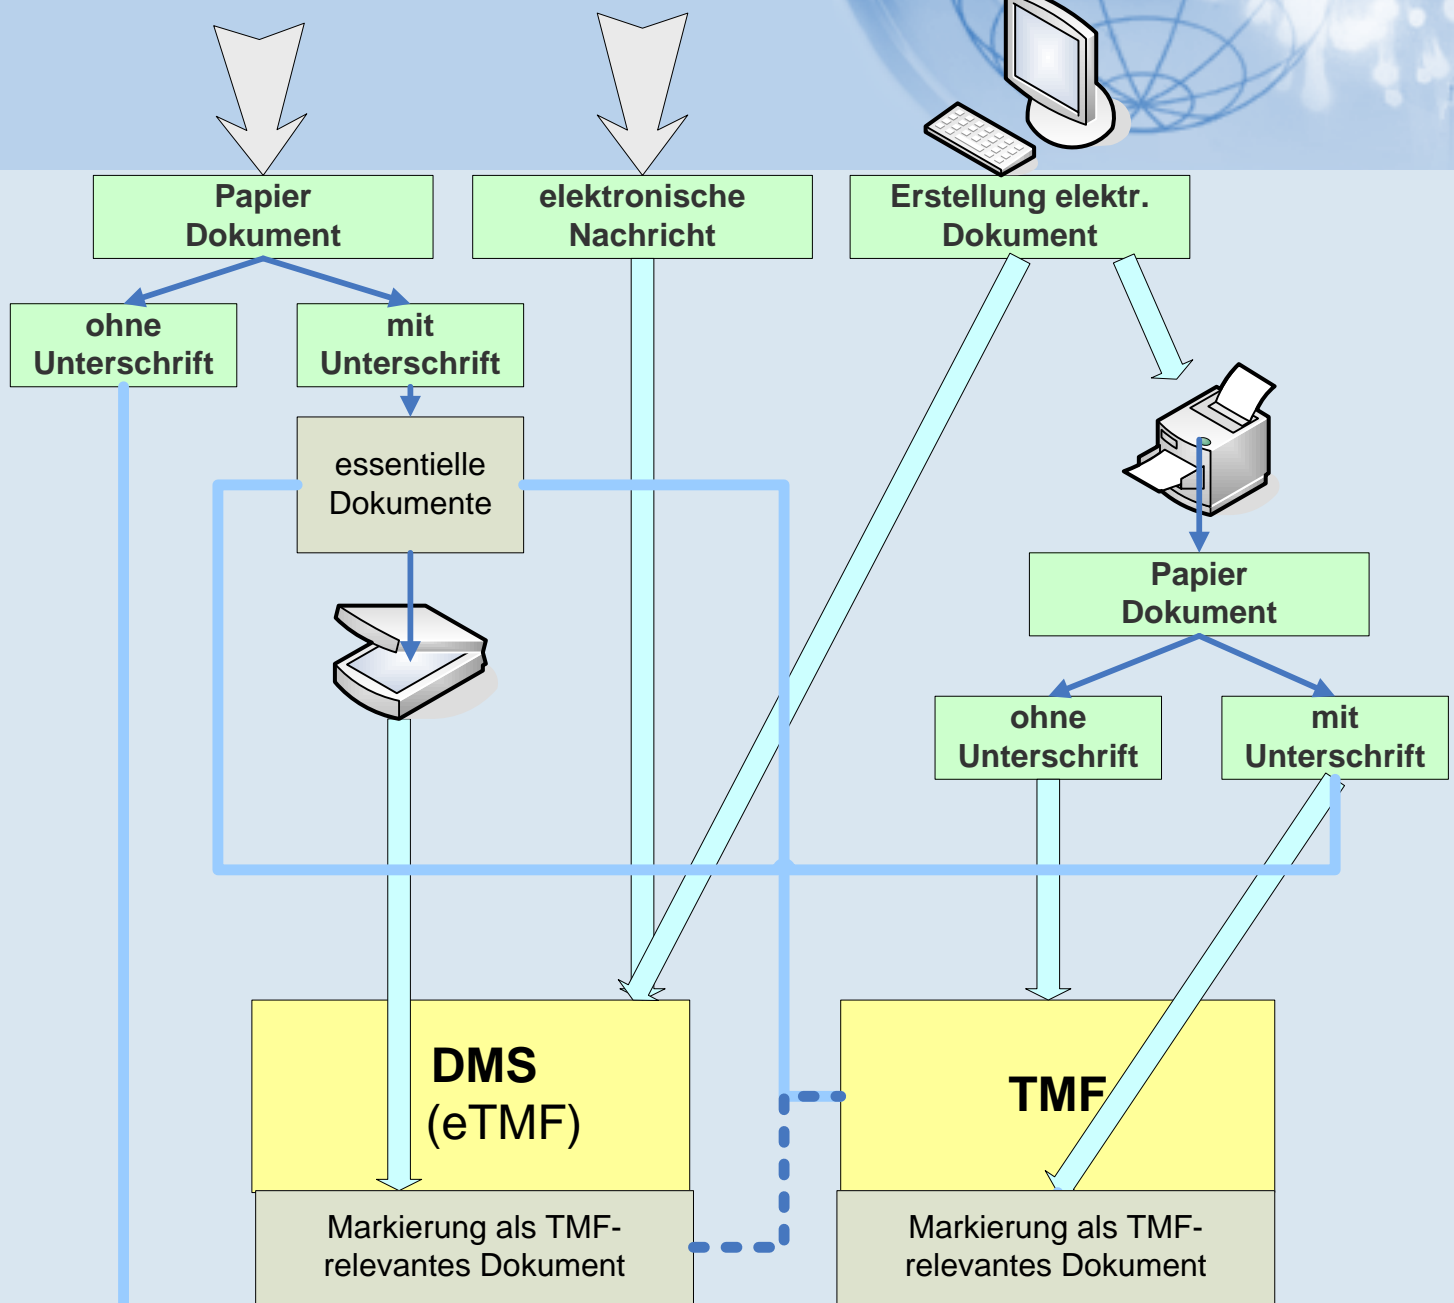 Papier
Dokument
elektronische
Nachricht
Erstellung elektr.
Dokument
ohne
Unterschrift
mit
Unterschrift
essentielle
Dokumente
Papier
Dokument
ohne
Unterschrift
mit
Unterschrift
DMS
(eTMF)
TMF
Markierung als TMF-
relevantes Dokument
Markierung als TMF-
relevantes Dokument